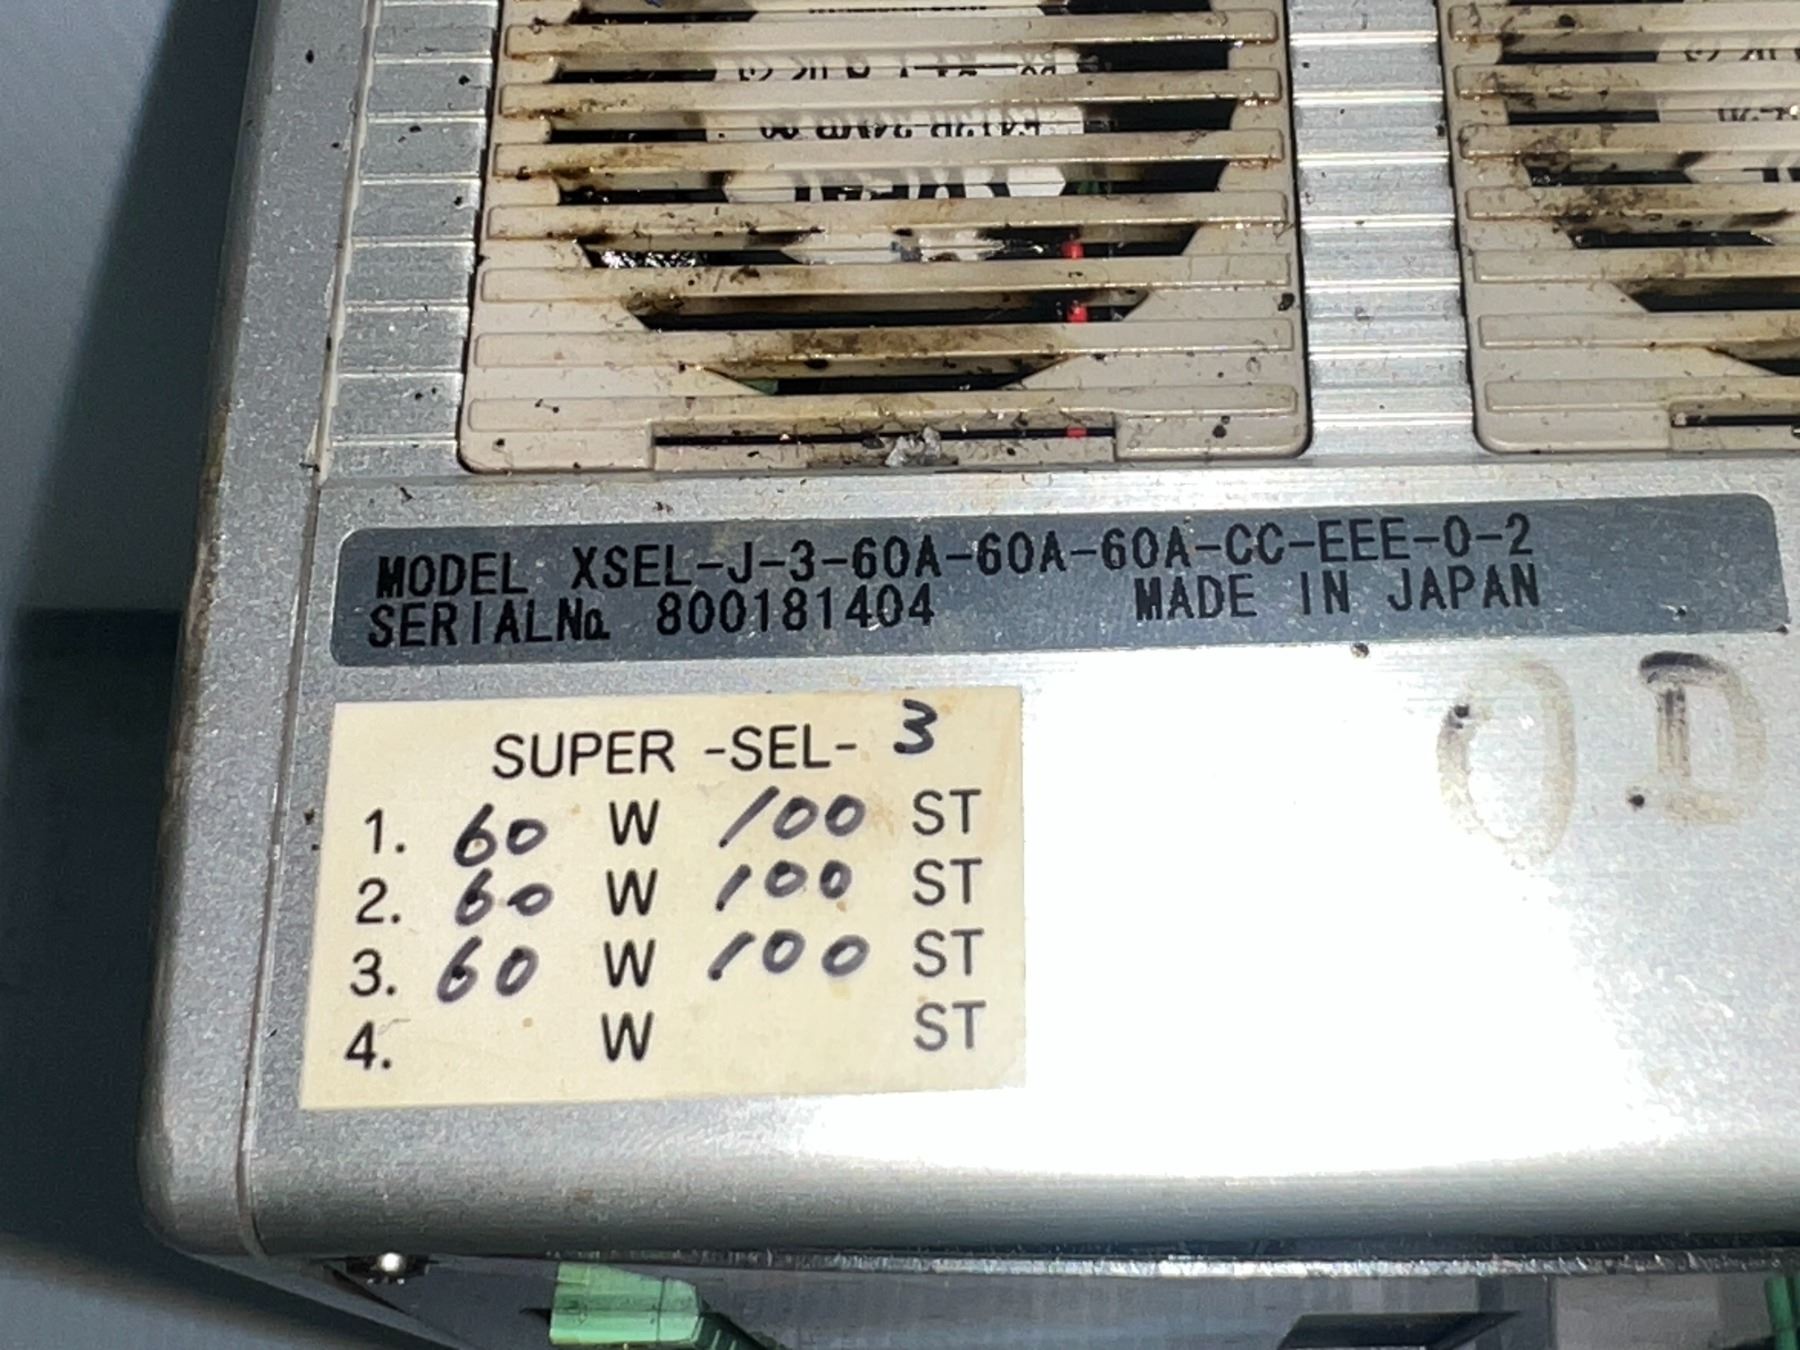 MODEL XSEL-J-3-60A-60A-60A-CC-EEE-0-2
SERIALNo. 800181404 MADE IN JAPAN
SUPER -SEL- 3
1. 60 W 100 ST
2. 60 W 100 ST
3. 60 W 100 ST
4. W ST
OD